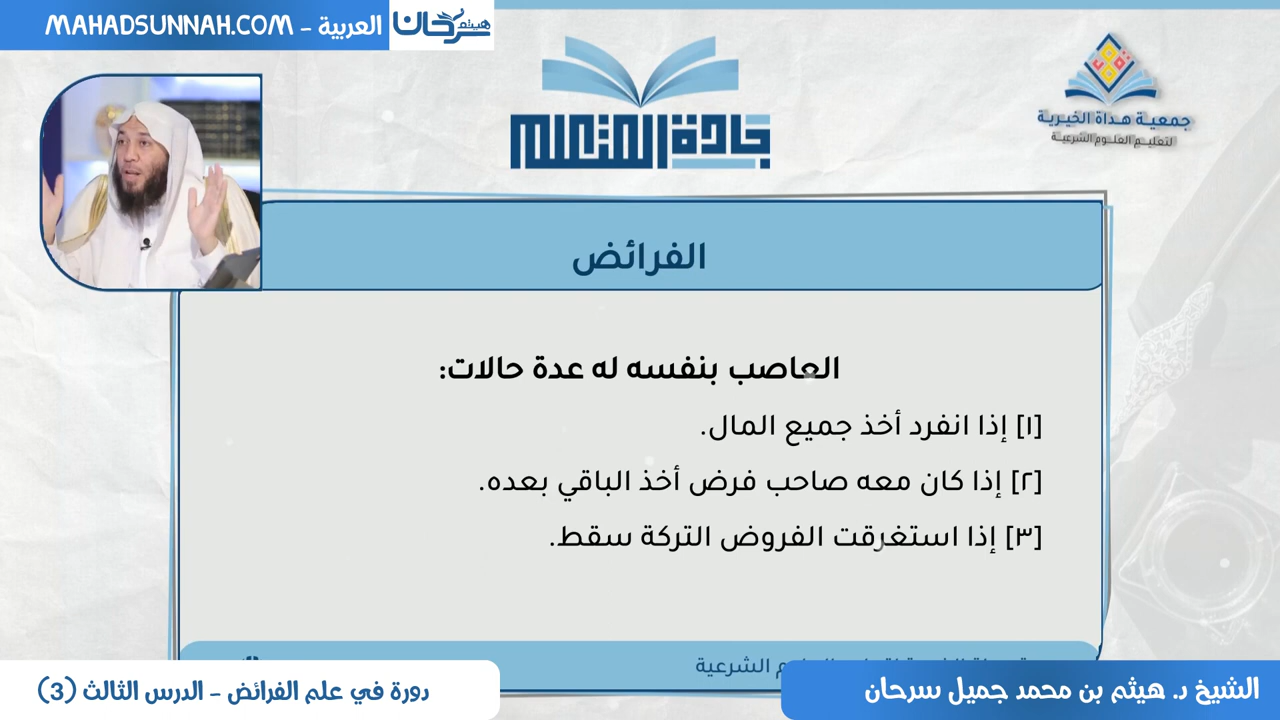 MAHADSUNNAH.COM - العربية
هيثم سرحان
جادة المتعلم
جمعية هداة الخيرية
لتعليم العلوم الشرعية
الفرائض
العاصب بنفسه له عدة حالات:
[١] إذا انفرد أخذ جميع المال.
[٢] إذا كان معه صاحب فرض أخذ الباقي بعده.
[٣] إذا استغرقت الفروض التركة سقط.
الشرعية
الشيخ د. هيثم بن محمد جميل سرحان
دورة في علم الفرائض - الدرس الثالث (3)